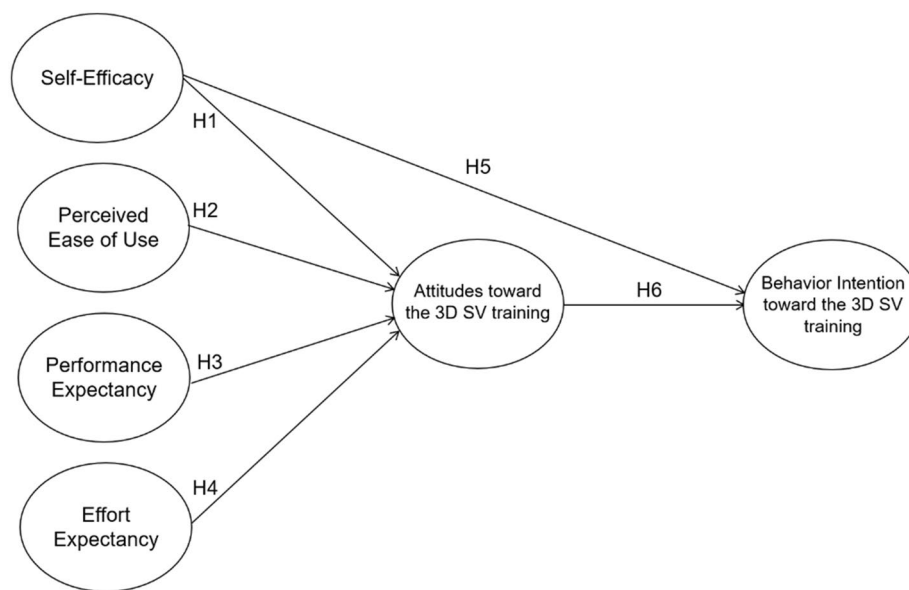 Self-Efficacy
H1
H5
Perceived
Ease of Use
H2
Attitudes toward
the 3D SV training
H6
Behavior Intention
toward the 3D SV
training
Performance
Expectancy
H3
Effort
Expectancy
H4